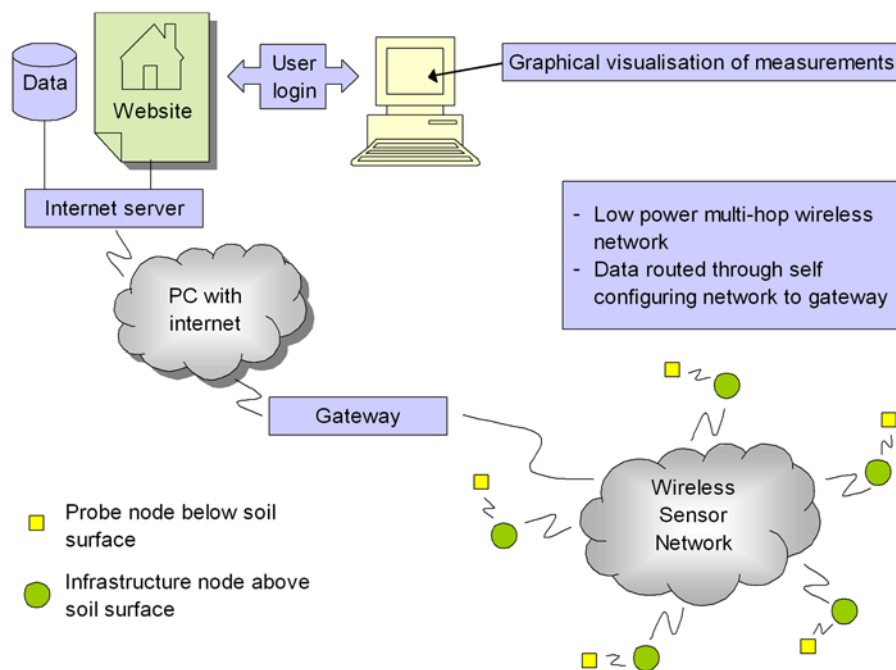 Data
Website
User
login
Graphical visualisation of measurements
Internet server
- Low power multi-hop wireless
network
- Data routed through self
configuring network to gateway
PC with
internet
Gateway
Wireless
Sensor
Network
Probe node below soil
surface
Infrastructure node above
soil surface